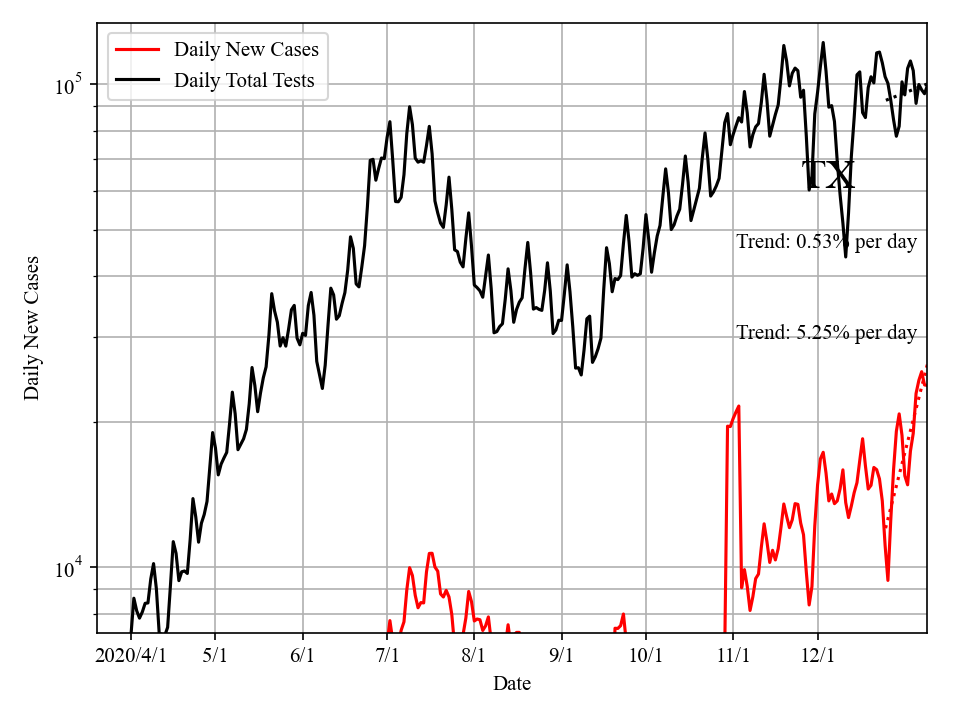 Daily New Cases
Daily Total Tests
10^5
10^4
TX
Trend: 0.53% per day
Trend: 5.25% per day
Daily New Cases
2020/4/1 5/1 6/1 7/1 8/1 9/1 10/1 11/1 12/1
Date